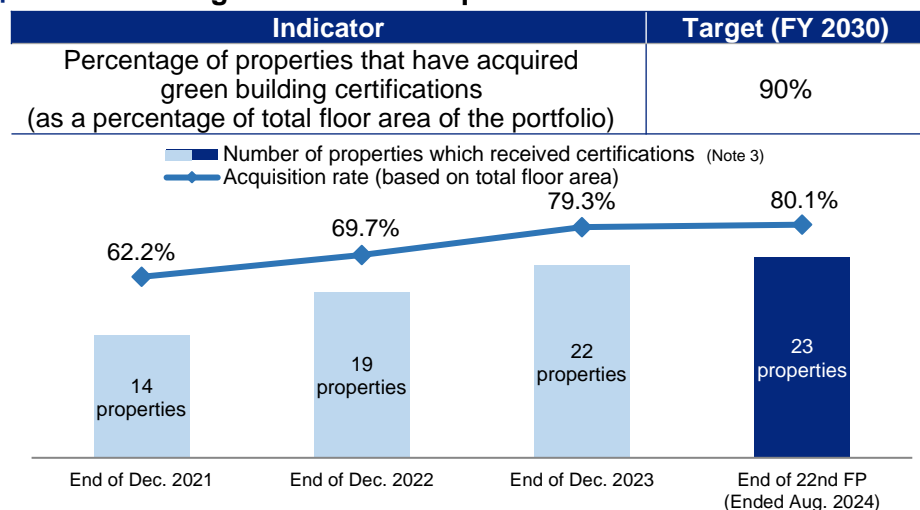 Indicator
Target (FY 2030)
Percentage of properties that have acquired
green building certifications
(as a percentage of total floor area of the portfolio)
90%
Number of properties which received certifications (Note 3)
Acquisition rate (based on total floor area)
62.2%
69.7%
79.3%
80.1%
14
properties
19
properties
22
properties
23
properties
End of Dec. 2021
End of Dec. 2022
End of Dec. 2023
End of 22nd FP
(Ended Aug. 2024)